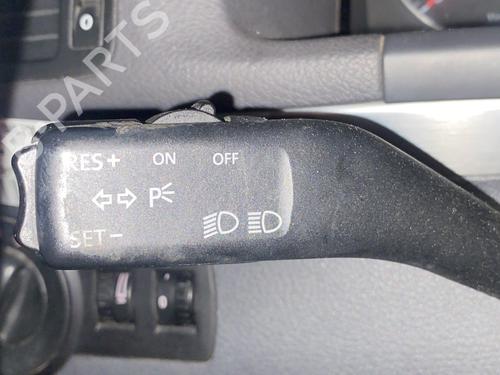 RES+ ON OFF
P
SET-
PARTS